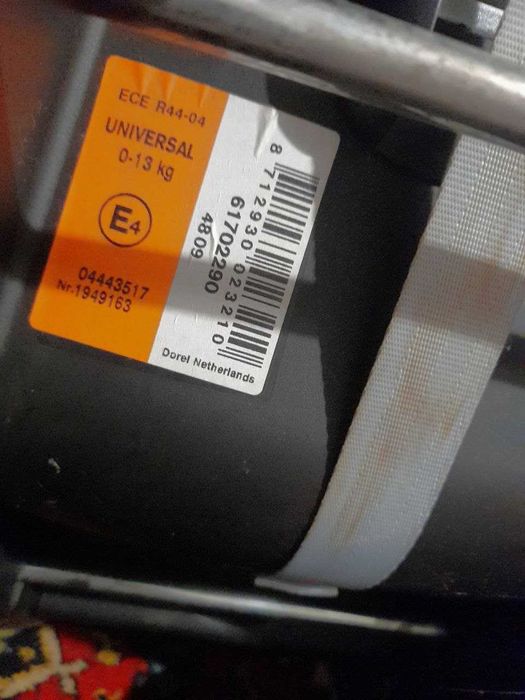 ECE R44-04
UNIVERSAL
0-13 kg
E4
04443517
Nr.1949163
8 712930 023210
61702290
4809
Dorel Netherlands